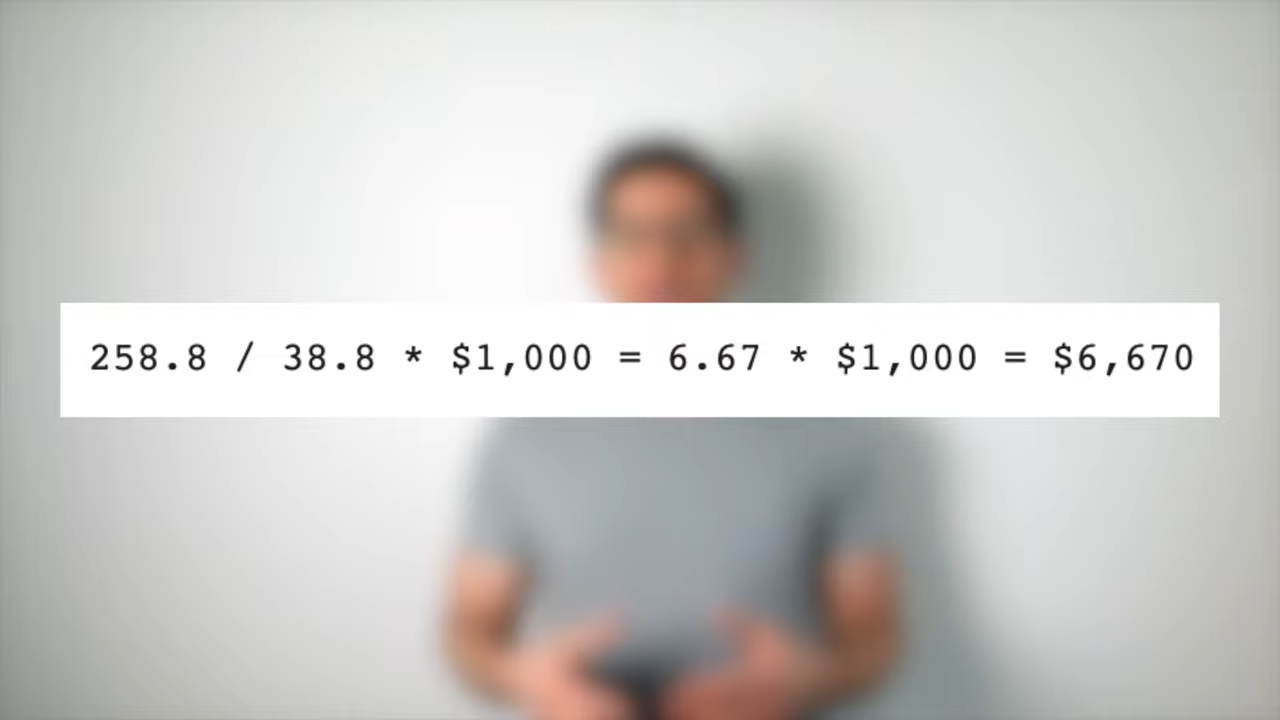 258.8 / 38.8 * $1,000 = 6.67 * $1,000 = $6,670